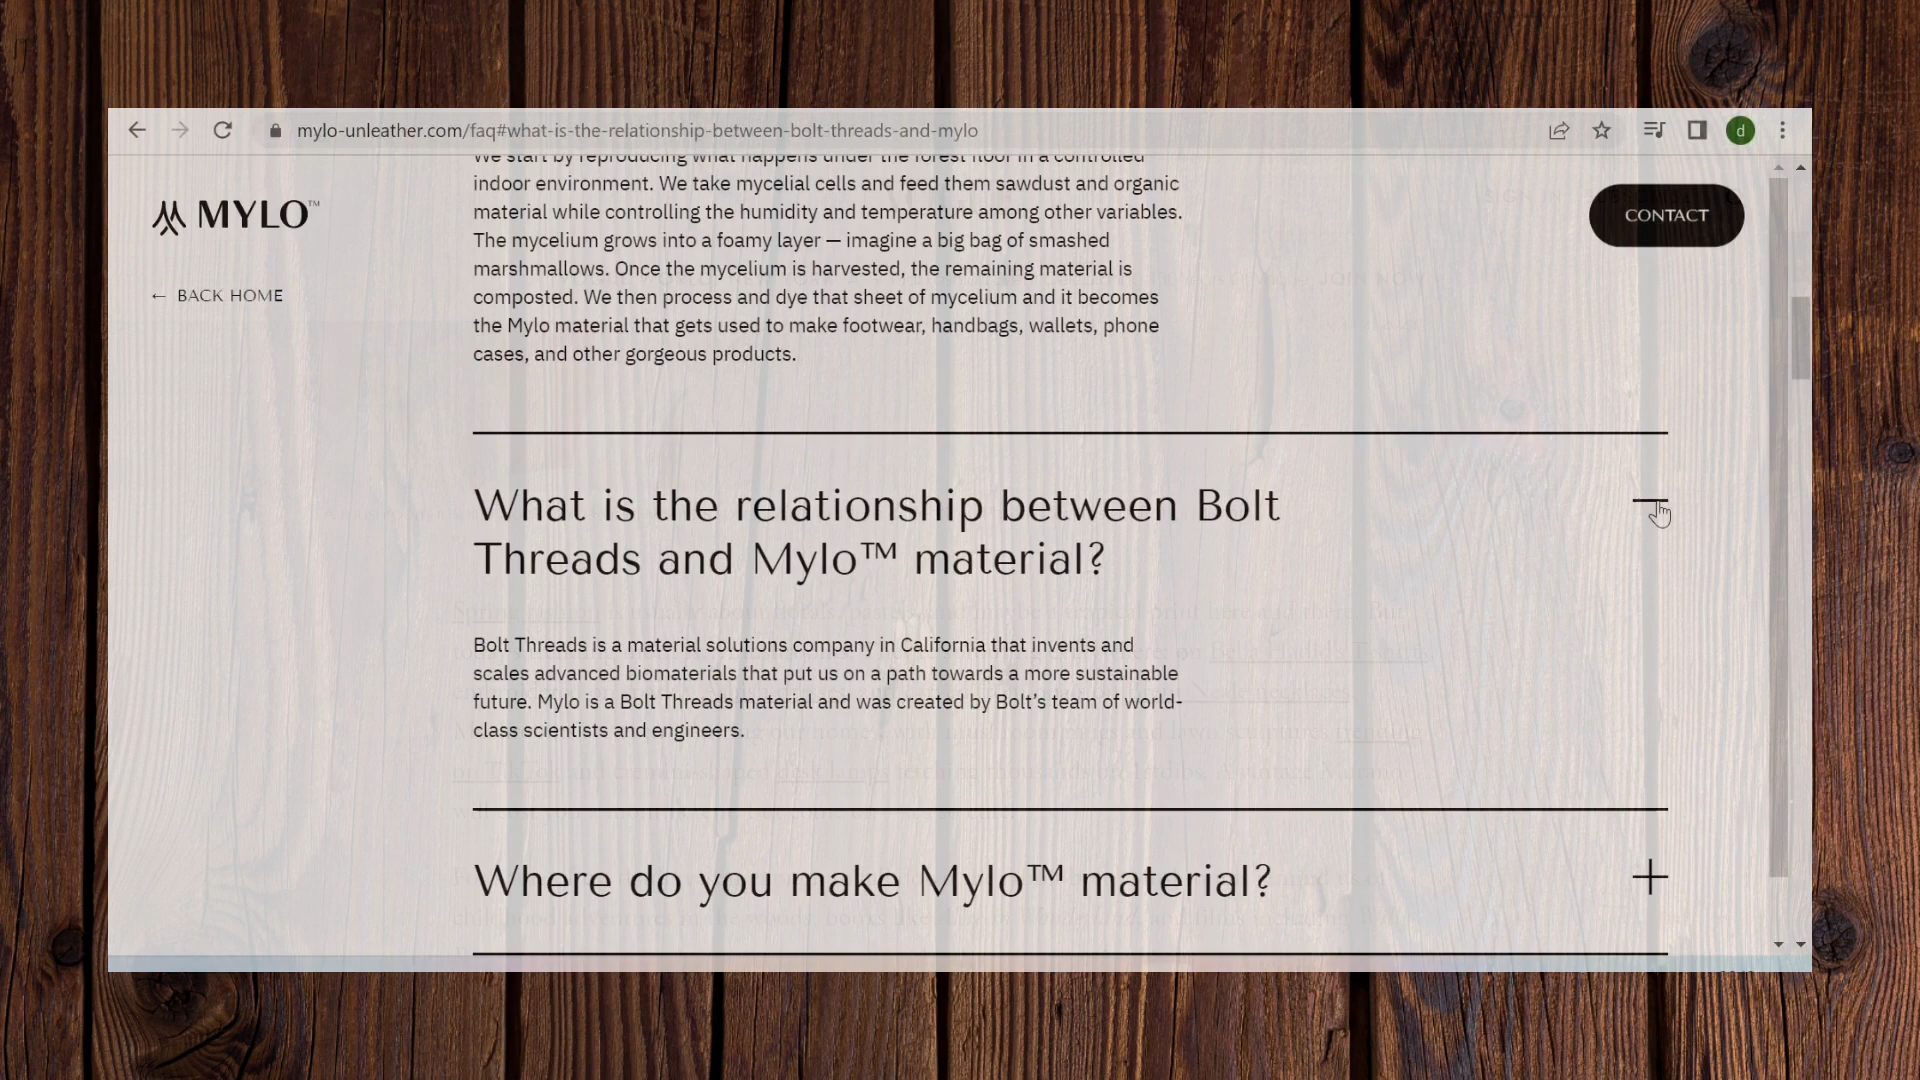 mylo-unleather.com/faq#what-is-the-relationship-between-bolt-threads-and-mylo
d
We start by reproducing what happens under the forest floor in a controlled
indoor environment. We take mycelial cells and feed them sawdust and organic
material while controlling the humidity and temperature among other variables.
The mycelium grows into a foamy layer — imagine a big bag of smashed
marshmallows. Once the mycelium is harvested, the remaining material is
composted. We then process and dye that sheet of mycelium and it becomes
the Mylo material that gets used to make footwear, handbags, wallets, phone
cases, and other gorgeous products.
MYLO™
CONTACT
← BACK HOME
What is the relationship between Bolt
Threads and Mylo™ material?
Bolt Threads is a material solutions company in California that invents and
scales advanced biomaterials that put us on a path towards a more sustainable
future. Mylo is a Bolt Threads material and was created by Bolt’s team of world-
class scientists and engineers.
Where do you make Mylo™ material?